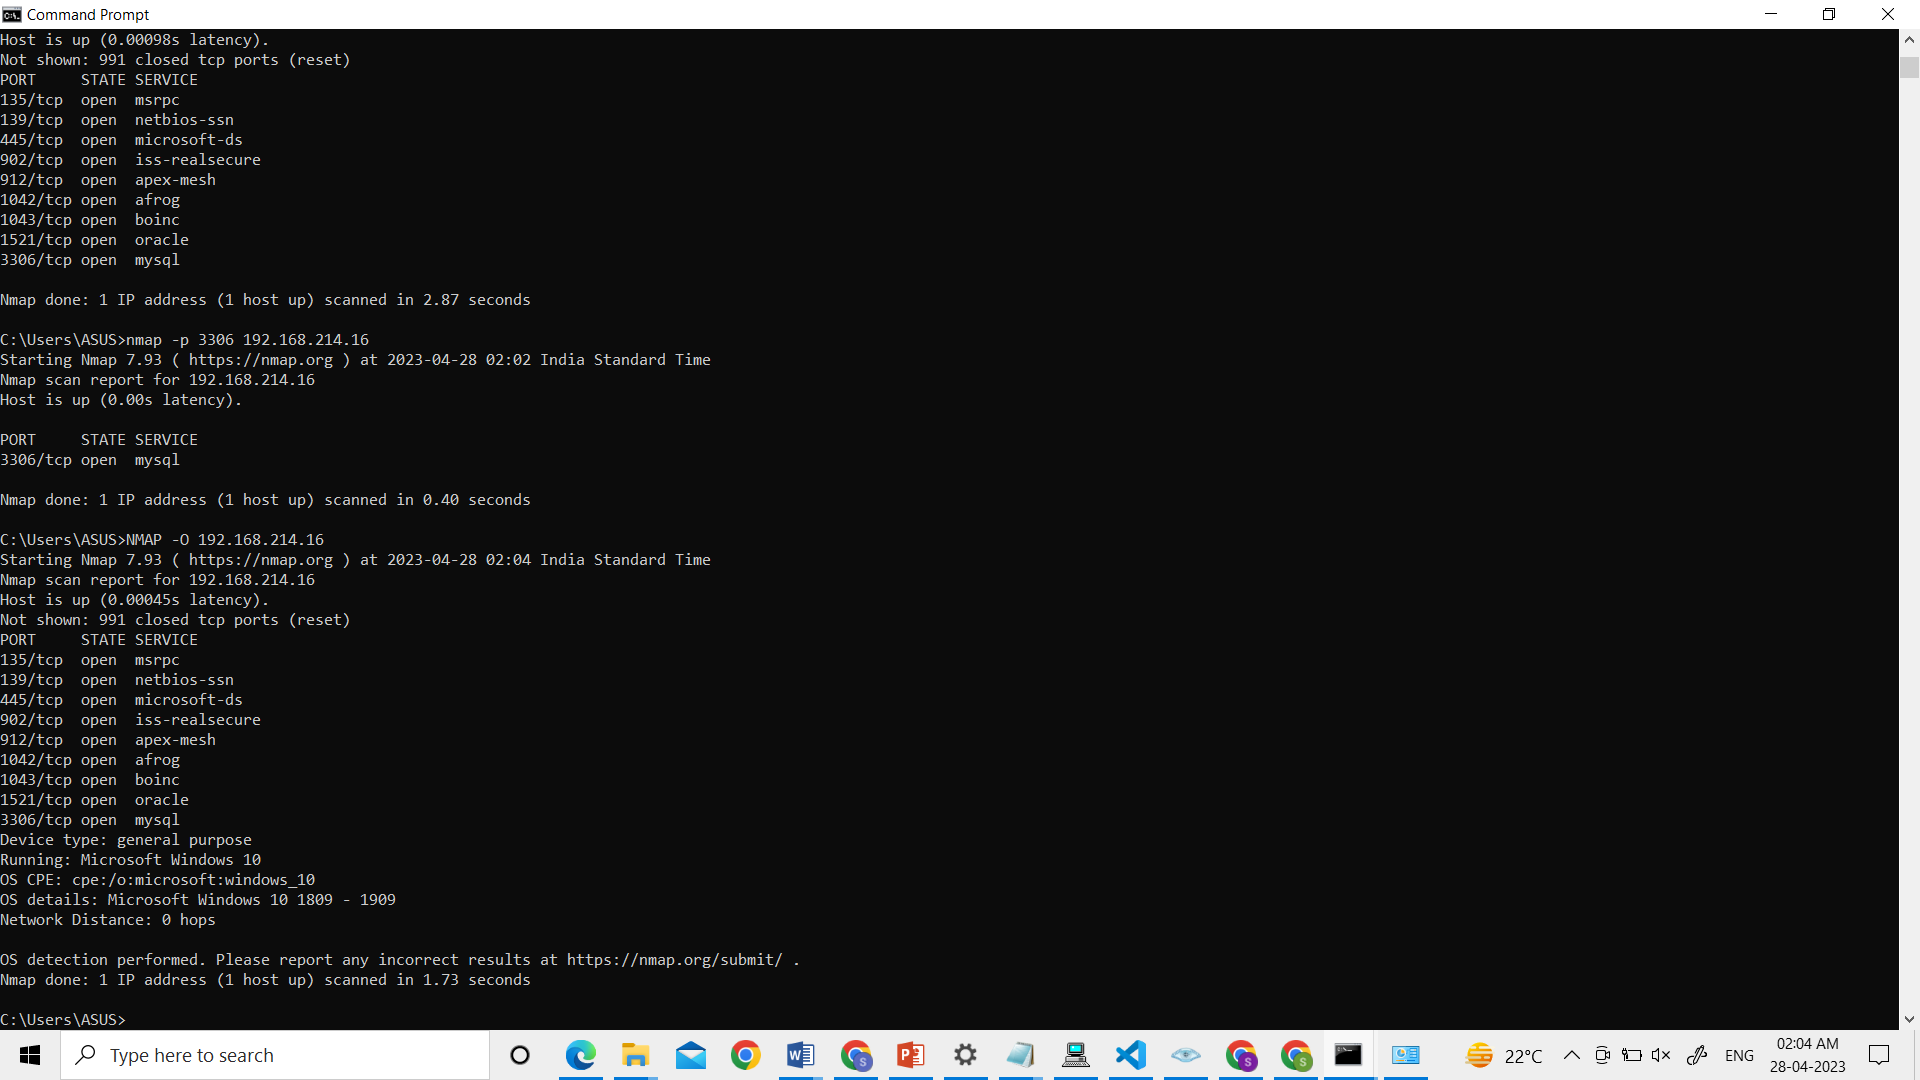 Command Prompt
Host is up (0.00098s latency).
Not shown: 991 closed tcp ports (reset)
PORT     STATE SERVICE
135/tcp  open  msrpc
139/tcp  open  netbios-ssn
445/tcp  open  microsoft-ds
902/tcp  open  iss-realsecure
912/tcp  open  apex-mesh
1042/tcp open  afrog
1043/tcp open  boinc
1521/tcp open  oracle
3306/tcp open  mysql
Nmap done: 1 IP address (1 host up) scanned in 2.87 seconds
C:\Users\ASUS>nmap -p 3306 192.168.214.16
Starting Nmap 7.93 ( https://nmap.org ) at 2023-04-28 02:02 India Standard Time
Nmap scan report for 192.168.214.16
Host is up (0.00s latency).
PORT     STATE SERVICE
3306/tcp open  mysql
Nmap done: 1 IP address (1 host up) scanned in 0.40 seconds
C:\Users\ASUS>NMAP -O 192.168.214.16
Starting Nmap 7.93 ( https://nmap.org ) at 2023-04-28 02:04 India Standard Time
Nmap scan report for 192.168.214.16
Host is up (0.00045s latency).
Not shown: 991 closed tcp ports (reset)
PORT     STATE SERVICE
135/tcp  open  msrpc
139/tcp  open  netbios-ssn
445/tcp  open  microsoft-ds
902/tcp  open  iss-realsecure
912/tcp  open  apex-mesh
1042/tcp open  afrog
1043/tcp open  boinc
1521/tcp open  oracle
3306/tcp open  mysql
Device type: general purpose
Running: Microsoft Windows 10
OS CPE: cpe:/o:microsoft:windows_10
OS details: Microsoft Windows 10 1809 - 1909
Network Distance: 0 hops
OS detection performed. Please report any incorrect results at https://nmap.org/submit/ .
Nmap done: 1 IP address (1 host up) scanned in 1.73 seconds
C:\Users\ASUS>
Type here to search
22°C
ENG
02:04 AM
28-04-2023